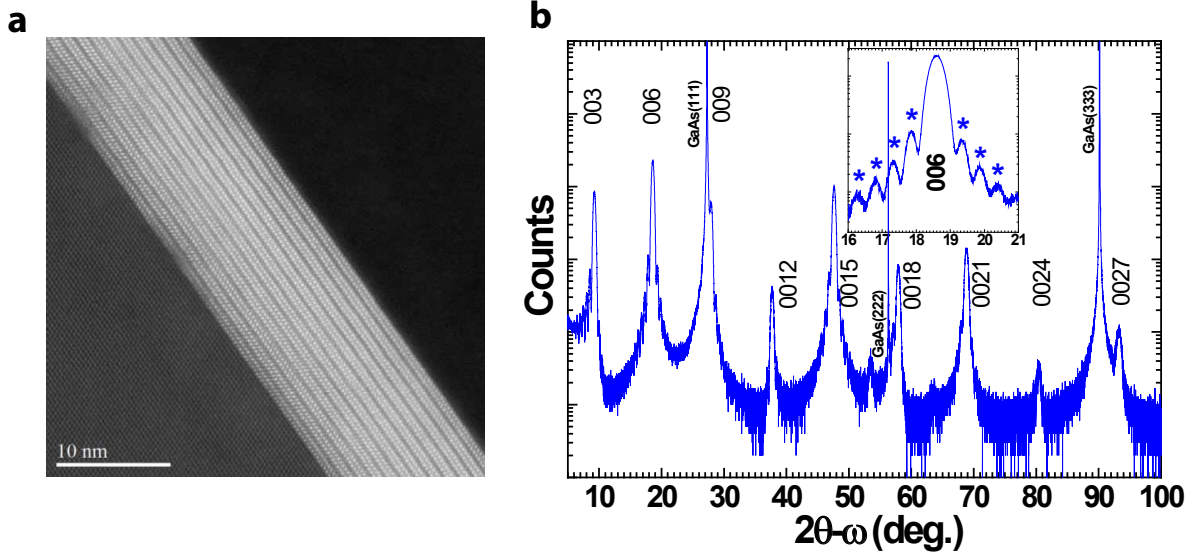 a
10 nm
b
Counts
003
006
GaAs(111)
009
0012
0015
GaAs(222)
0018
0021
0024
GaAs(333)
0027
* * * * * * *
006
16 17 18 19 20 21
10 20 30 40 50 60 70 80 90 100
2θ-ω (deg.)